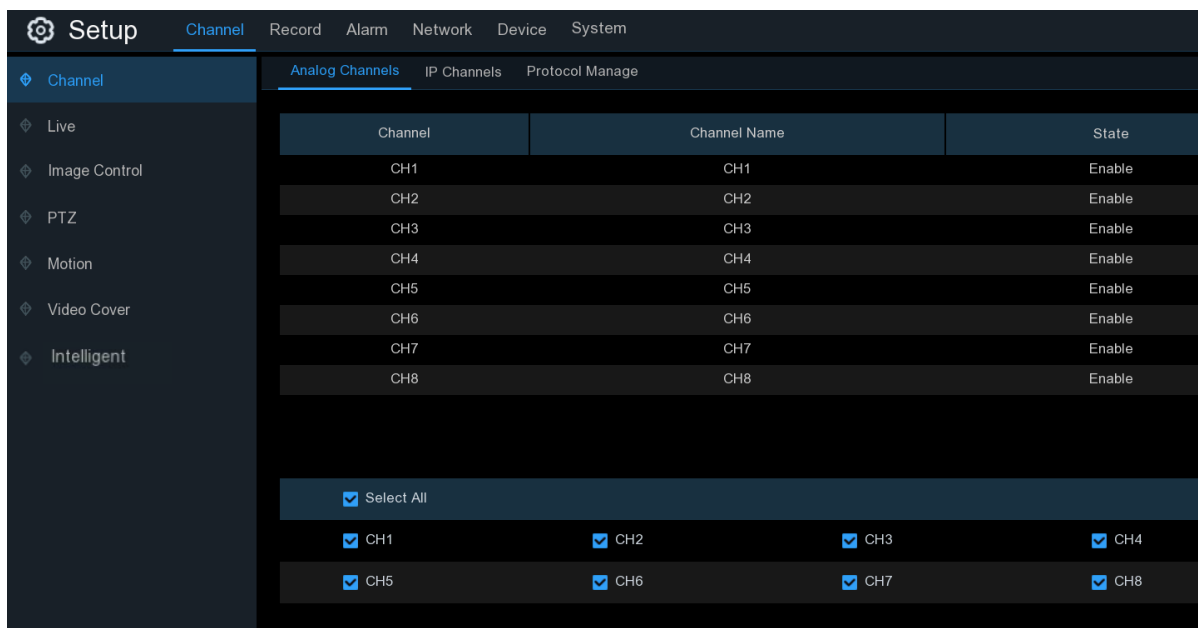 Setup Channel Record Alarm Network Device System
Channel
Live
Image Control
PTZ
Motion
Video Cover
Intelligent
Analog Channels IP Channels Protocol Manage
Channel Channel Name State
CH1 CH1 Enable
CH2 CH2 Enable
CH3 CH3 Enable
CH4 CH4 Enable
CH5 CH5 Enable
CH6 CH6 Enable
CH7 CH7 Enable
CH8 CH8 Enable
Select All
CH1 CH2 CH3 CH4
CH5 CH6 CH7 CH8